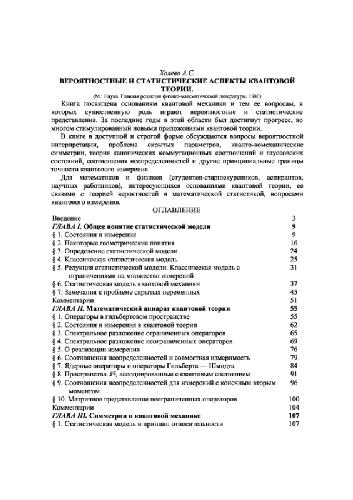 Холево А.С.
ВЕРОЯТНОСТНЫЕ И СТАТИСТИЧЕСКИЕ АСПЕКТЫ КВАНТОВОЙ
ТЕОРИИ.
(М.: Наука. Главная редакция физико-математической литературы, 1980)
Книга посвящена основаниям квантовой механики и тем ее вопросам, в
которых существенную роль играют вероятностные и статистические
представления. За последние годы в этой области был достигнут прогресс, во
многом стимулированный новыми приложениями квантовой теории.
В книге в доступной и строгой форме обсуждаются вопросы вероятностной
интерпретации, проблема скрытых параметров, квантово-механические
симметрии, теория канонических коммутационных соотношений и гауссовских
состояний, соотношения неопределенностей и другие принципиальные границы
точности квантового измерения.
Для математиков и физиков (студентов-старшекурсников, аспирантов,
научных работников), интересующихся основаниями квантовой теории, ее
связями с теорией вероятностей и математической статистикой, вопросами
квантового измерения.
ОГЛАВЛЕНИЕ
Введение 3
ГЛАВА I. Общее понятие статистической модели 9
§ 1. Состояния и измерения 9
§ 2. Некоторые геометрические понятия 16
§ 3. Определение статистической модели 24
§ 4. Классическая статистическая модель 25
§ 5. Редукция статистической модели. Классическая модель с 31
ограничениями на множество измерений
§ 6. Статистическая модель квантовой механики 37
§ 7. Замечания к проблеме скрытых переменных 45
Комментарии 51
ГЛАВА II. Математический аппарат квантовой теории 55
§ 1. Операторы в гильбертовом пространстве 55
§ 2. Состояния и измерения в квантовой теории 62
§ 3. Спектральное разложение ограниченных операторов 65
§ 4. Спектральное разложение неограниченных операторов 69
§ 5. О реализации измерения 76
§ 6. Соотношения неопределенностей и совместная измеримость 79
§ 7. Ядерные операторы и операторы Гильберта — Шмидта 84
§ 8. Пространства ℒ², ассоциированные с квантовым состоянием 91
§ 9. Соотношения неопределенностей для измерений с конечным вторым 96
моментом
§ 10. Матричное представление неограниченных операторов 100
Комментарии 104
ГЛАВА III. Симметрии в квантовой механике 107
§ 1. Статистическая модель и принцип относительности 107